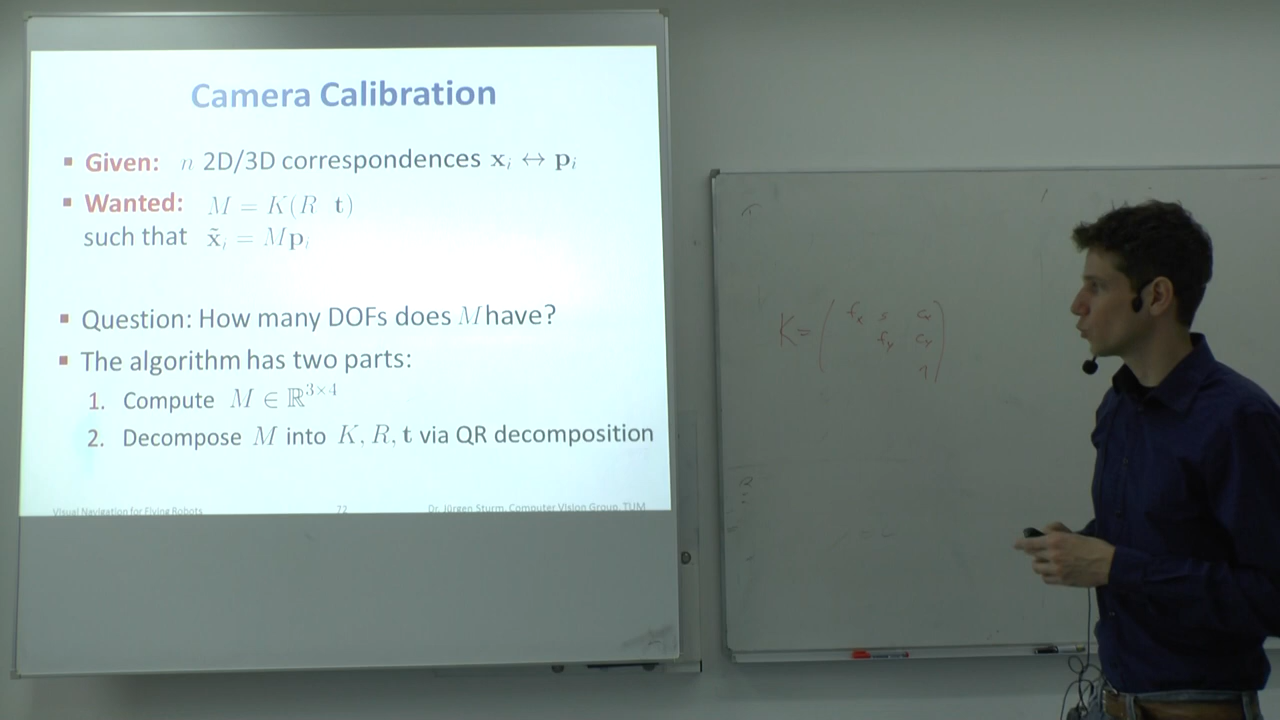 Camera Calibration
Given: n 2D/3D correspondences xᵢ ↔ pᵢ
Wanted: M = K(R t)
such that x̃ᵢ = Mpᵢ
Question: How many DOFs does M have?
The algorithm has two parts:
1. Compute M ∈ ℝ³ˣ⁴
2. Decompose M into K, R, t via QR decomposition
Visual Navigation for Flying Robots 72 Dr. Jürgen Sturm, Computer Vision Group, TUM
K = ( fx s cx
fy cy
1 )